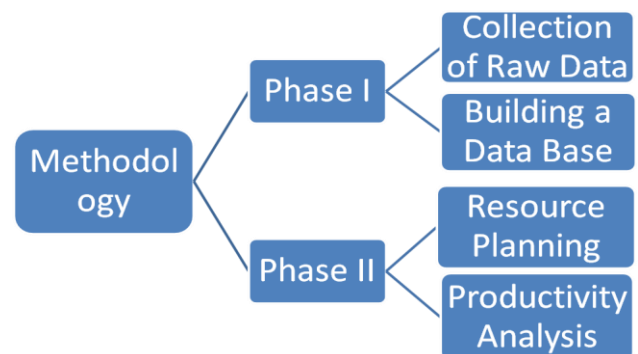 Methodol
ogy
Phase I
Collection
of Raw Data
Building a
Data Base
Phase II
Resource
Planning
Productivity
Analysis